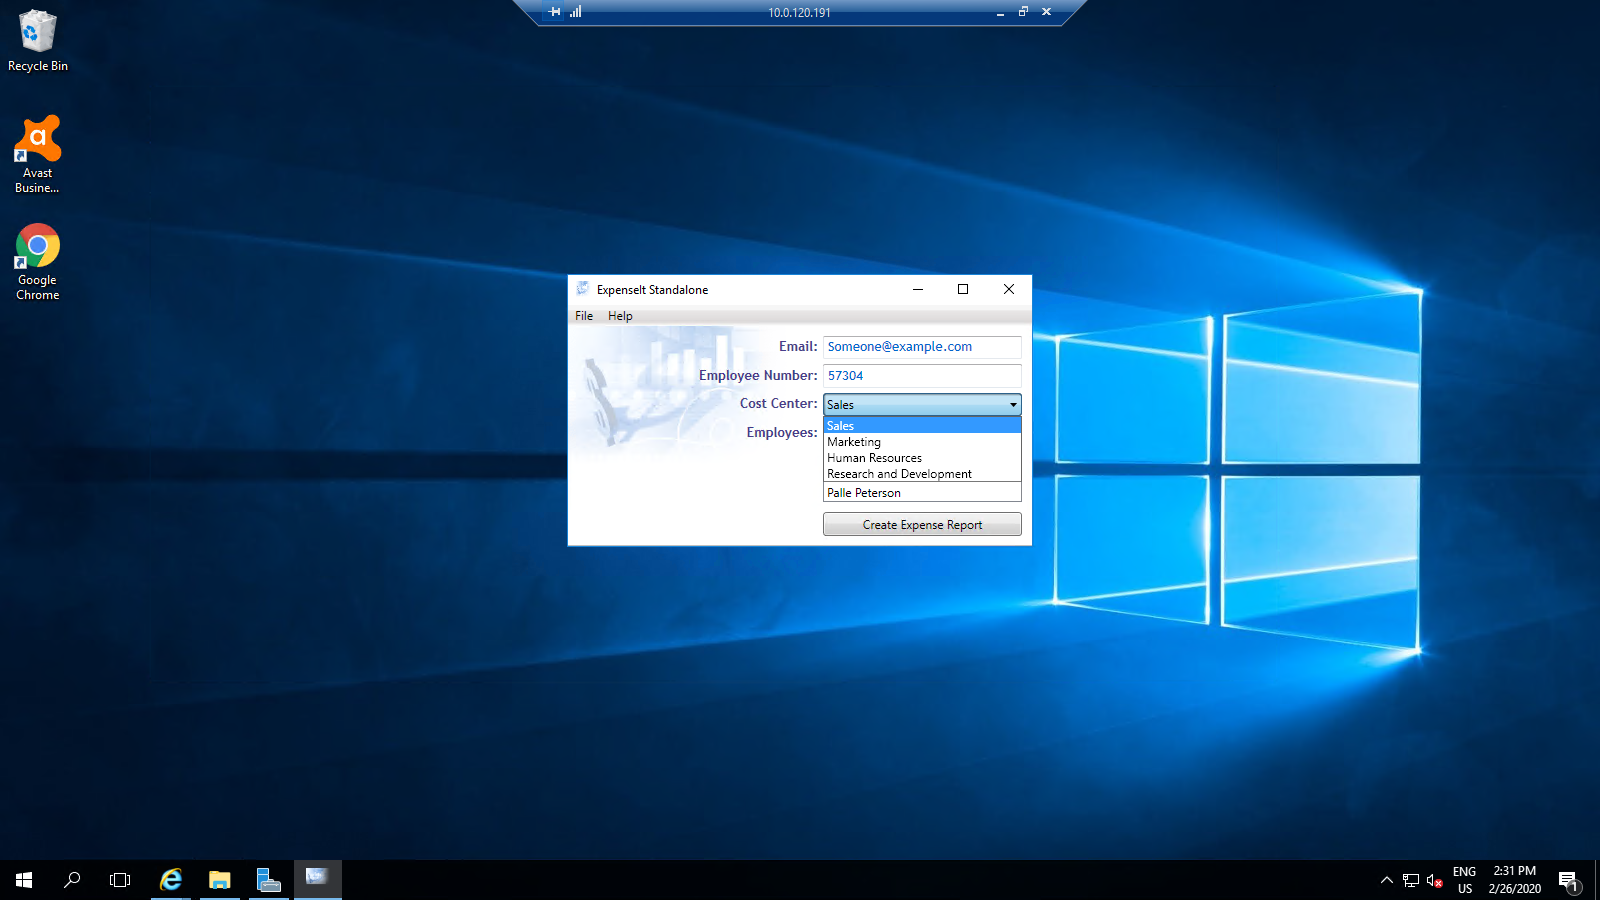 10.0.120.191
Recycle Bin
Avast
Busine...
Google
Chrome
ExpenseIt Standalone
File Help
Email: Someone@example.com
Employee Number: 57304
Cost Center: Sales
Employees:
Sales
Marketing
Human Resources
Research and Development
Palle Peterson
Create Expense Report
ENG
US
2:31 PM
2/26/2020
1